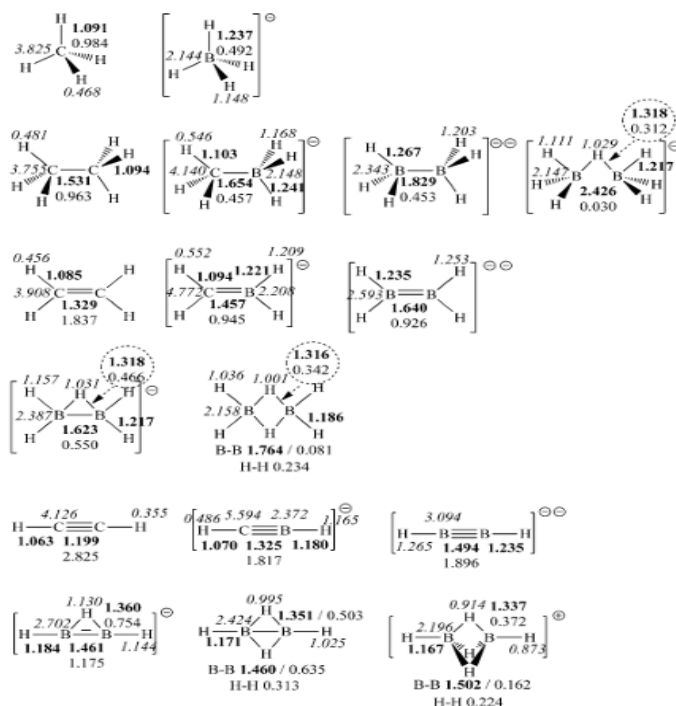 H
1.091
3.825 C 0.984
H H
H
0.468
H ⊖
1.237
2.144 B 0.492
H H
H
1.148
0.481
H H H
3.755 C C 1.094
H 1.531 H
H 0.963
0.546 1.168 ⊖
H 1.103 H H
4.140 C B 2.148
H 1.654 H
H 0.457 1.241
1.203 ⊖⊖
H 1.267 H H
2.343 B B
H 1.829 H
H 0.453
1.318
0.312
1.111 1.029 ⊖
H H H 1.217
2.147 B B H
H 2.426 H
H 0.030
0.456
H 1.085 H
3.908 C=C
H 1.329 H
1.837
0.552 1.209 ⊖
H 1.094 1.221 H
4.772 C=B 2.208
H 1.457 H
0.945
1.253 ⊖⊖
H 1.235 H
2.593 B=B
H 1.640 H
0.926
1.318
0.466
1.157 1.031 ⊖
H H H
2.387 B B 1.217
H 1.623 H
0.550
1.316
0.342
1.036 1.001
H H H
2.158 B B 1.186
H H H
B-B 1.764 / 0.081
H-H 0.234
4.126 0.355
H C≡C H
1.063 1.199
2.825
0.486 5.594 2.372 1.165 ⊖
H C≡B H
1.070 1.325 1.180
1.817
3.094 ⊖⊖
H B≡B H
1.265 1.494 1.235
1.896
1.130 1.360 ⊖
2.702 H 0.754
H B B H
1.184 1.461 1.144
1.175
0.995
2.424 H 1.351 / 0.503
H B B H
1.171 H 1.025
B-B 1.460 / 0.635
H-H 0.313
0.914 1.337 ⊕
2.196 H 0.372
H B B H
1.167 H 0.873
H
B-B 1.502 / 0.162
H-H 0.224